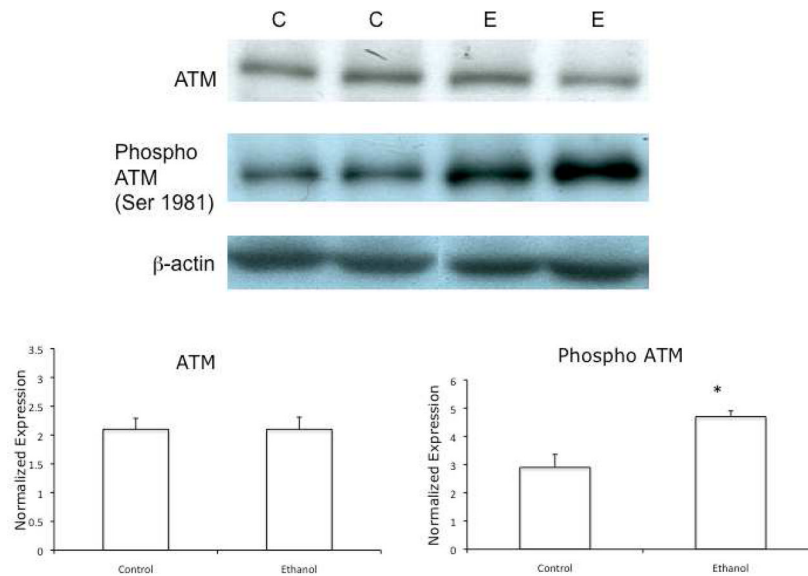 C C E E
ATM
Phospho
ATM
(Ser 1981)
β-actin
ATM
Normalized Expression
3.5
3
2.5
2
1.5
1
0.5
0
Control Ethanol
Phospho ATM
Normalized Expression
6
5
4
3
2
1
0
*
Control Ethanol